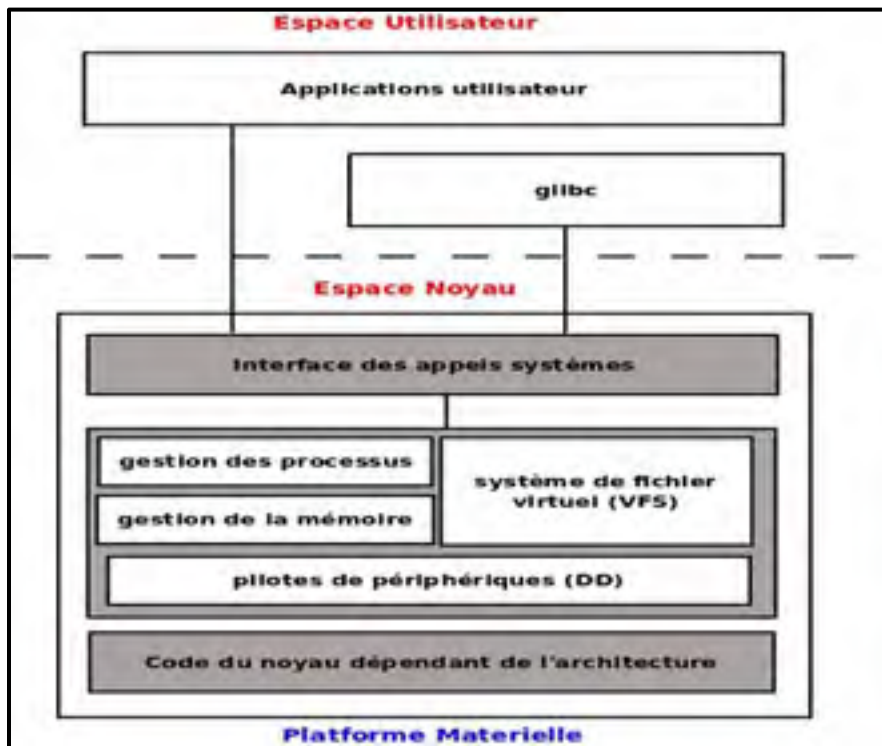 Espace Utilisateur
Applications utilisateur
glibc
Espace Noyau
Interface des appels systèmes
gestion des processus
système de fichier
virtuel (VFS)
gestion de la mémoire
pilotes de périphériques (DD)
Code du noyau dépendant de l'architecture
Platforme Materielle